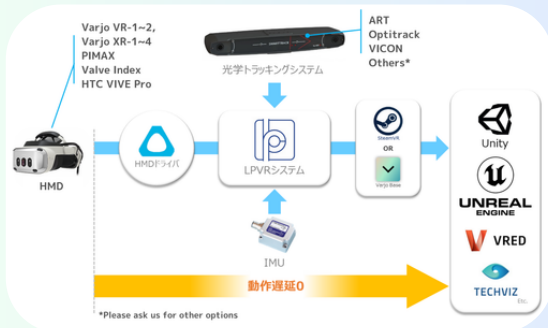 Varjo VR-1~2,
Varjo XR-1~4
PIMAX
Valve Index
HTC VIVE Pro
ART
Optitrack
VICON
Others*
光学トラッキングシステム
HMD
HMDドライバ
LPVRシステム
SteamVR
OR
Varjo Base
IMU
Unity
UNREAL
ENGINE
VRED
TECHVIZ
Etc.
動作遅延0
*Please ask us for other options